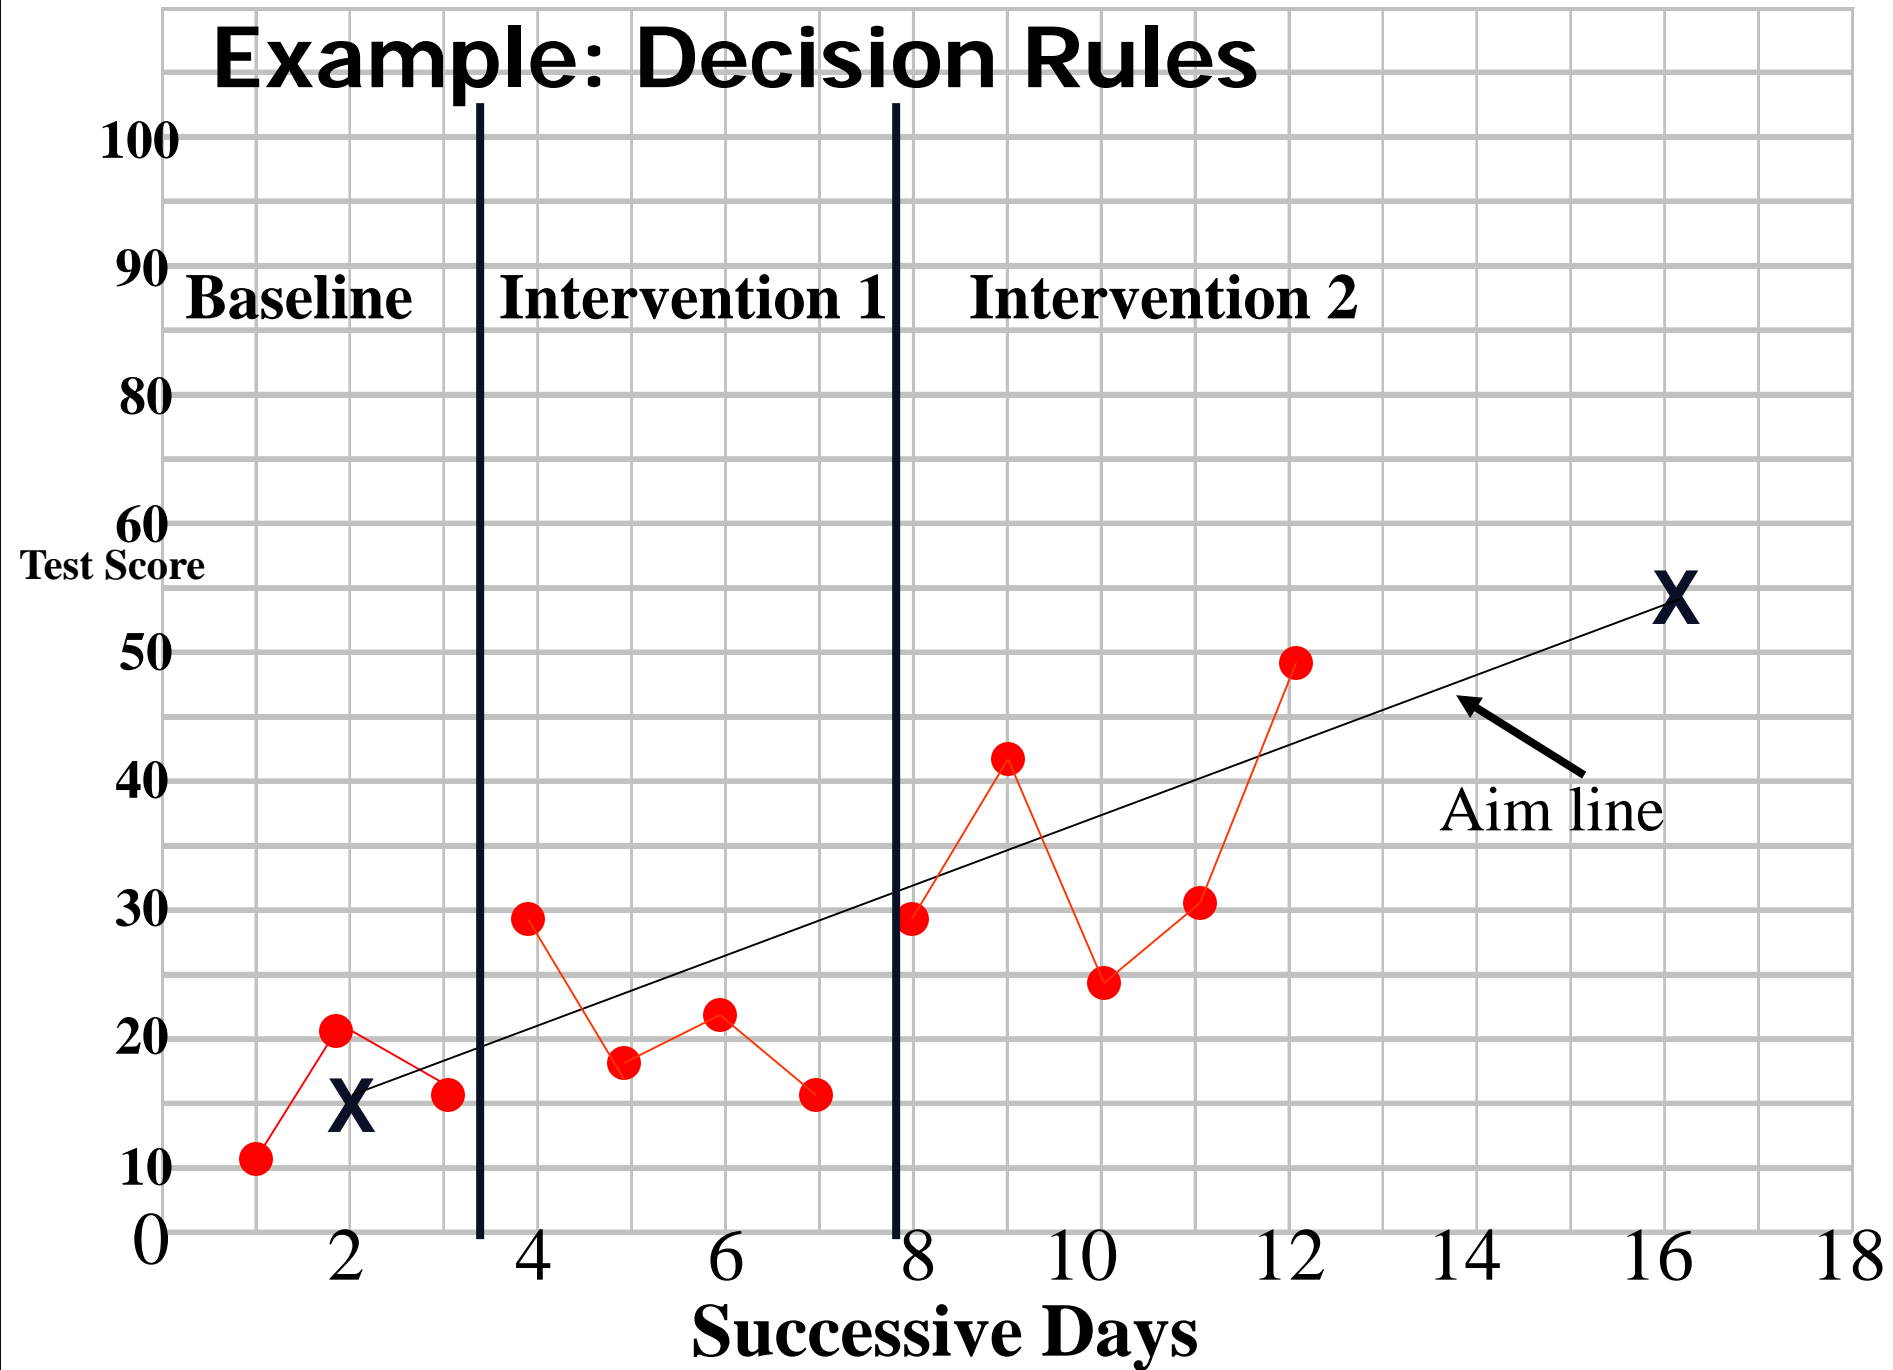 Example: Decision Rules
100
90
Baseline Intervention 1 Intervention 2
80
60
Test Score
X
50
40
Aim line
30
20
X
10
0 2 4 6 8 10 12 14 16 18
Successive Days